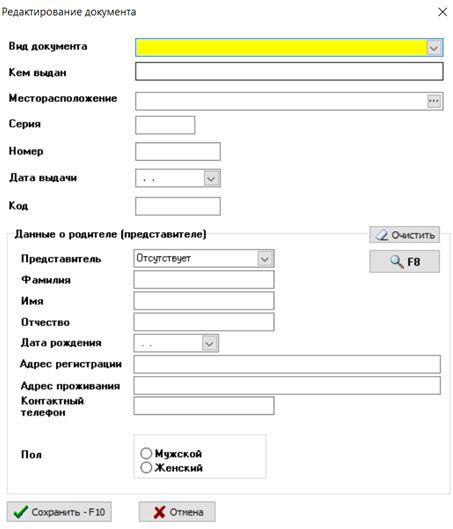 Редактирование документа
Вид документа
Кем выдан
Месторасположение ...
Серия
Номер
Дата выдачи . .
Код
Данные о родителе (представителе) Очистить
Представитель Отсутствует F8
Фамилия
Имя
Отчество
Дата рождения . .
Адрес регистрации
Адрес проживания
Контактный
телефон
Пол
Мужской
Женский
Сохранить - F10 Отмена